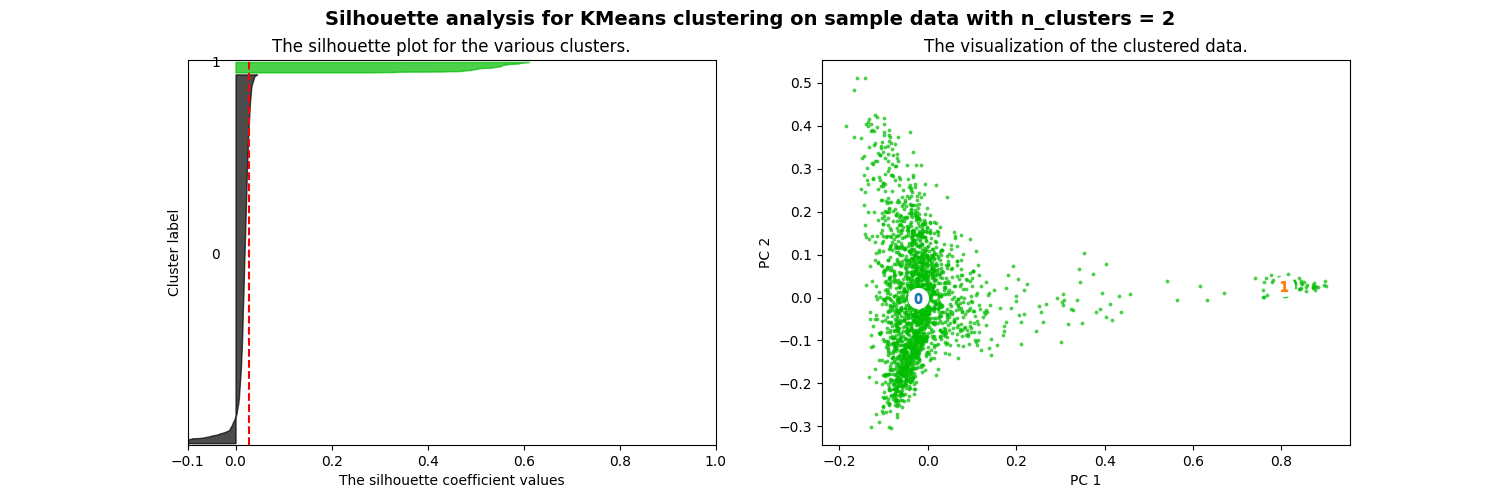 Silhouette analysis for KMeans clustering on sample data with n_clusters = 2
The silhouette plot for the various clusters.
1
0
Cluster label
−0.1 0.0 0.2 0.4 0.6 0.8 1.0
The silhouette coefficient values
The visualization of the clustered data.
0.5
0.4
0.3
0.2
0.1
0.0
−0.1
−0.2
−0.3
PC 2
0
1
−0.2 0.0 0.2 0.4 0.6 0.8
PC 1